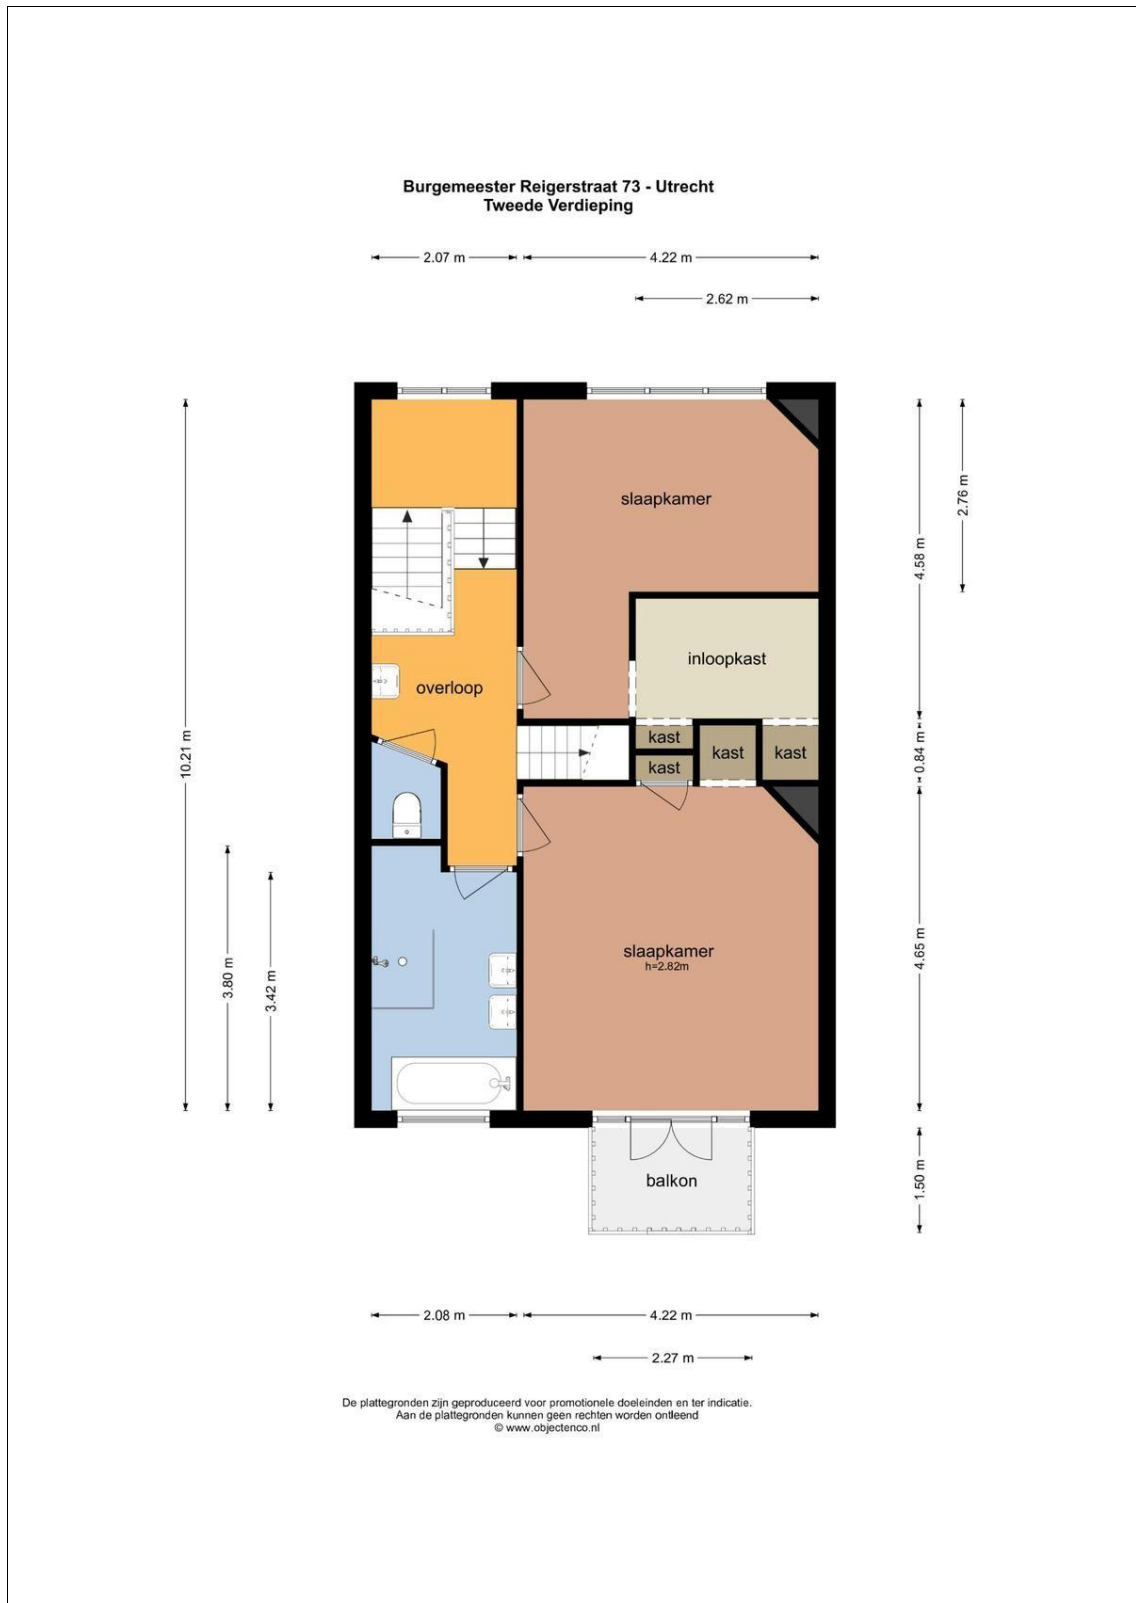 Burgemeester Reigerstraat 73 - Utrecht
Tweede Verdieping
2.07 m
4.22 m
2.62 m
slaapkamer
2.76 m
4.58 m
inloopkast
overloop
kast
kast
kast
kast
0.84 m
10.21 m
slaapkamer
h=2.82m
4.65 m
3.80 m
3.42 m
balkon
1.50 m
2.08 m
4.22 m
2.27 m
De plattegronden zijn geproduceerd voor promotionele doeleinden en ter indicatie.
Aan de plattegronden kunnen geen rechten worden ontleend
© www.objectenco.nl